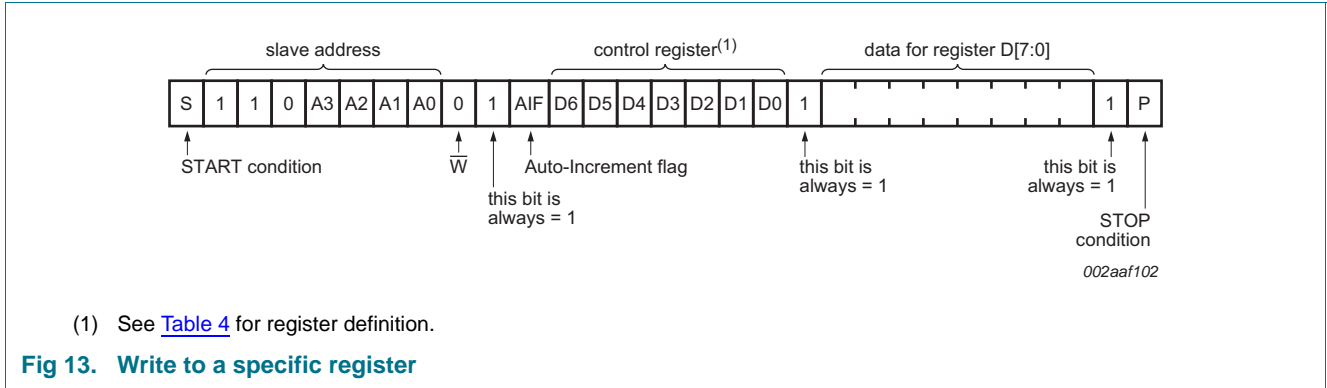 slave address control register(1) data for register D[7:0]
S 1 1 0 A3 A2 A1 A0 0 1 AIF D6 D5 D4 D3 D2 D1 D0 1 1 P
START condition W Auto-Increment flag this bit is always = 1 this bit is always = 1
this bit is
always = 1
STOP
condition
002aaf102
(1) See Table 4 for register definition.
Fig 13. Write to a specific register